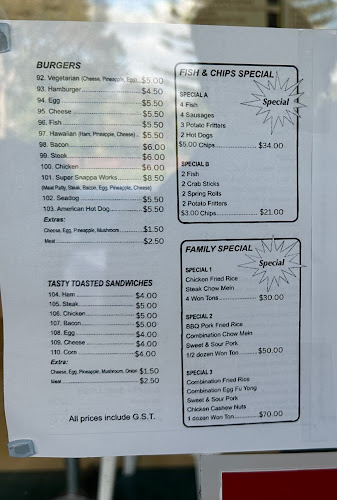 BURGERS
92. Vegetarian (Cheese, Pineapple, Egg)..$5.00
93. Hamburger.................$4.50
94. Egg.................$5.50
95. Cheese.................$5.50
96. Fish.................$5.50
97. Hawaiian (Ham, Pineapple, Cheese)...$5.50
98. Bacon.................$6.00
99. Steak.................$6.00
100. Chicken.................$6.00
101. Super Snappa Works.........$8.50
(Meat Patty, Steak, Bacon, Egg, Pineapple, Cheese)
102. Seadog.................$5.50
103. American Hot Dog..........$5.50
Extras:
Cheese, Egg, Pineapple, Mushroom........$1.50
Meat.................$2.50
TASTY TOASTED SANDWICHES
104. Ham.................$4.00
105. Steak.................$5.00
106. Chicken.................$5.00
107. Bacon.................$5.00
108. Egg.................$4.00
109. Cheese.................$4.00
110. Corn.................$4.00
Extra:
Cheese, Egg, Pineapple, Mushroom, Onion $1.50
Meat.................$2.50
All prices include G.S.T.
FISH & CHIPS SPECIAL
Special
SPECIAL A
4 Fish
4 Sausages
3 Potato Fritters
2 Hot Dogs
$5.00 Chips.................$34.00
SPECIAL B
2 Fish
2 Crab Sticks
2 Spring Rolls
2 Potato Fritters
$3.00 Chips.................$21.00
FAMILY SPECIAL
Special
SPECIAL 1
Chicken Fried Rice
Steak Chow Mein
4 Won Tons.................$30.00
SPECIAL 2
BBQ Pork Fried Rice
Combination Chow Mein
Sweet & Sour Pork
1/2 dozen Won Ton.........$50.00
SPECIAL 3
Combination Fried Rice
Combination Egg Fu Yong
Sweet & Sour Pork
Chicken Cashew Nuts
1 dozen Won Ton...........$70.00